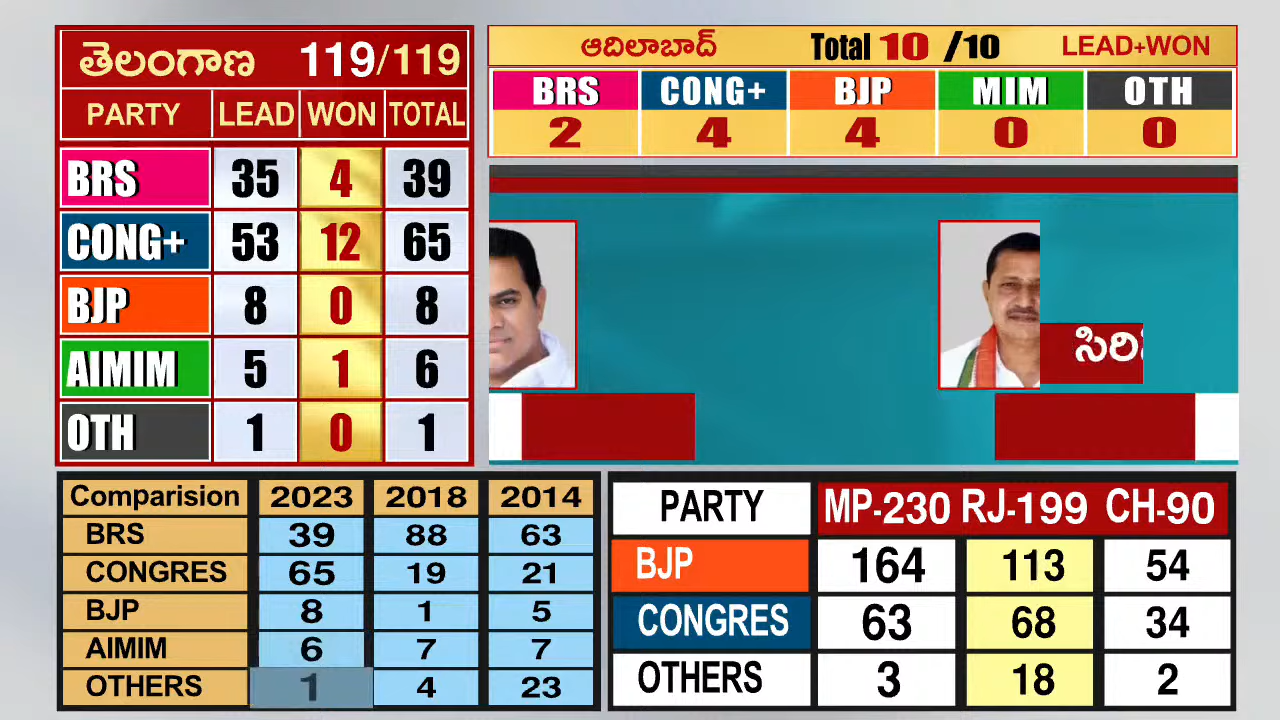 తెలంగాణ 119/119
PARTY LEAD WON TOTAL
BRS 35 4 39
CONG+ 53 12 65
BJP 8 0 8
AIMIM 5 1 6
OTH 1 0 1
ఆదిలాబాద్ Total 10 /10 LEAD+WON
BRS CONG+ BJP MIM OTH
2 4 4 0 0
Comparision 2023 2018 2014
BRS 39 88 63
CONGRES 65 19 21
BJP 8 1 5
AIMIM 6 7 7
OTHERS 1 4 23
PARTY MP-230 RJ-199 CH-90
BJP 164 113 54
CONGRES 63 68 34
OTHERS 3 18 2